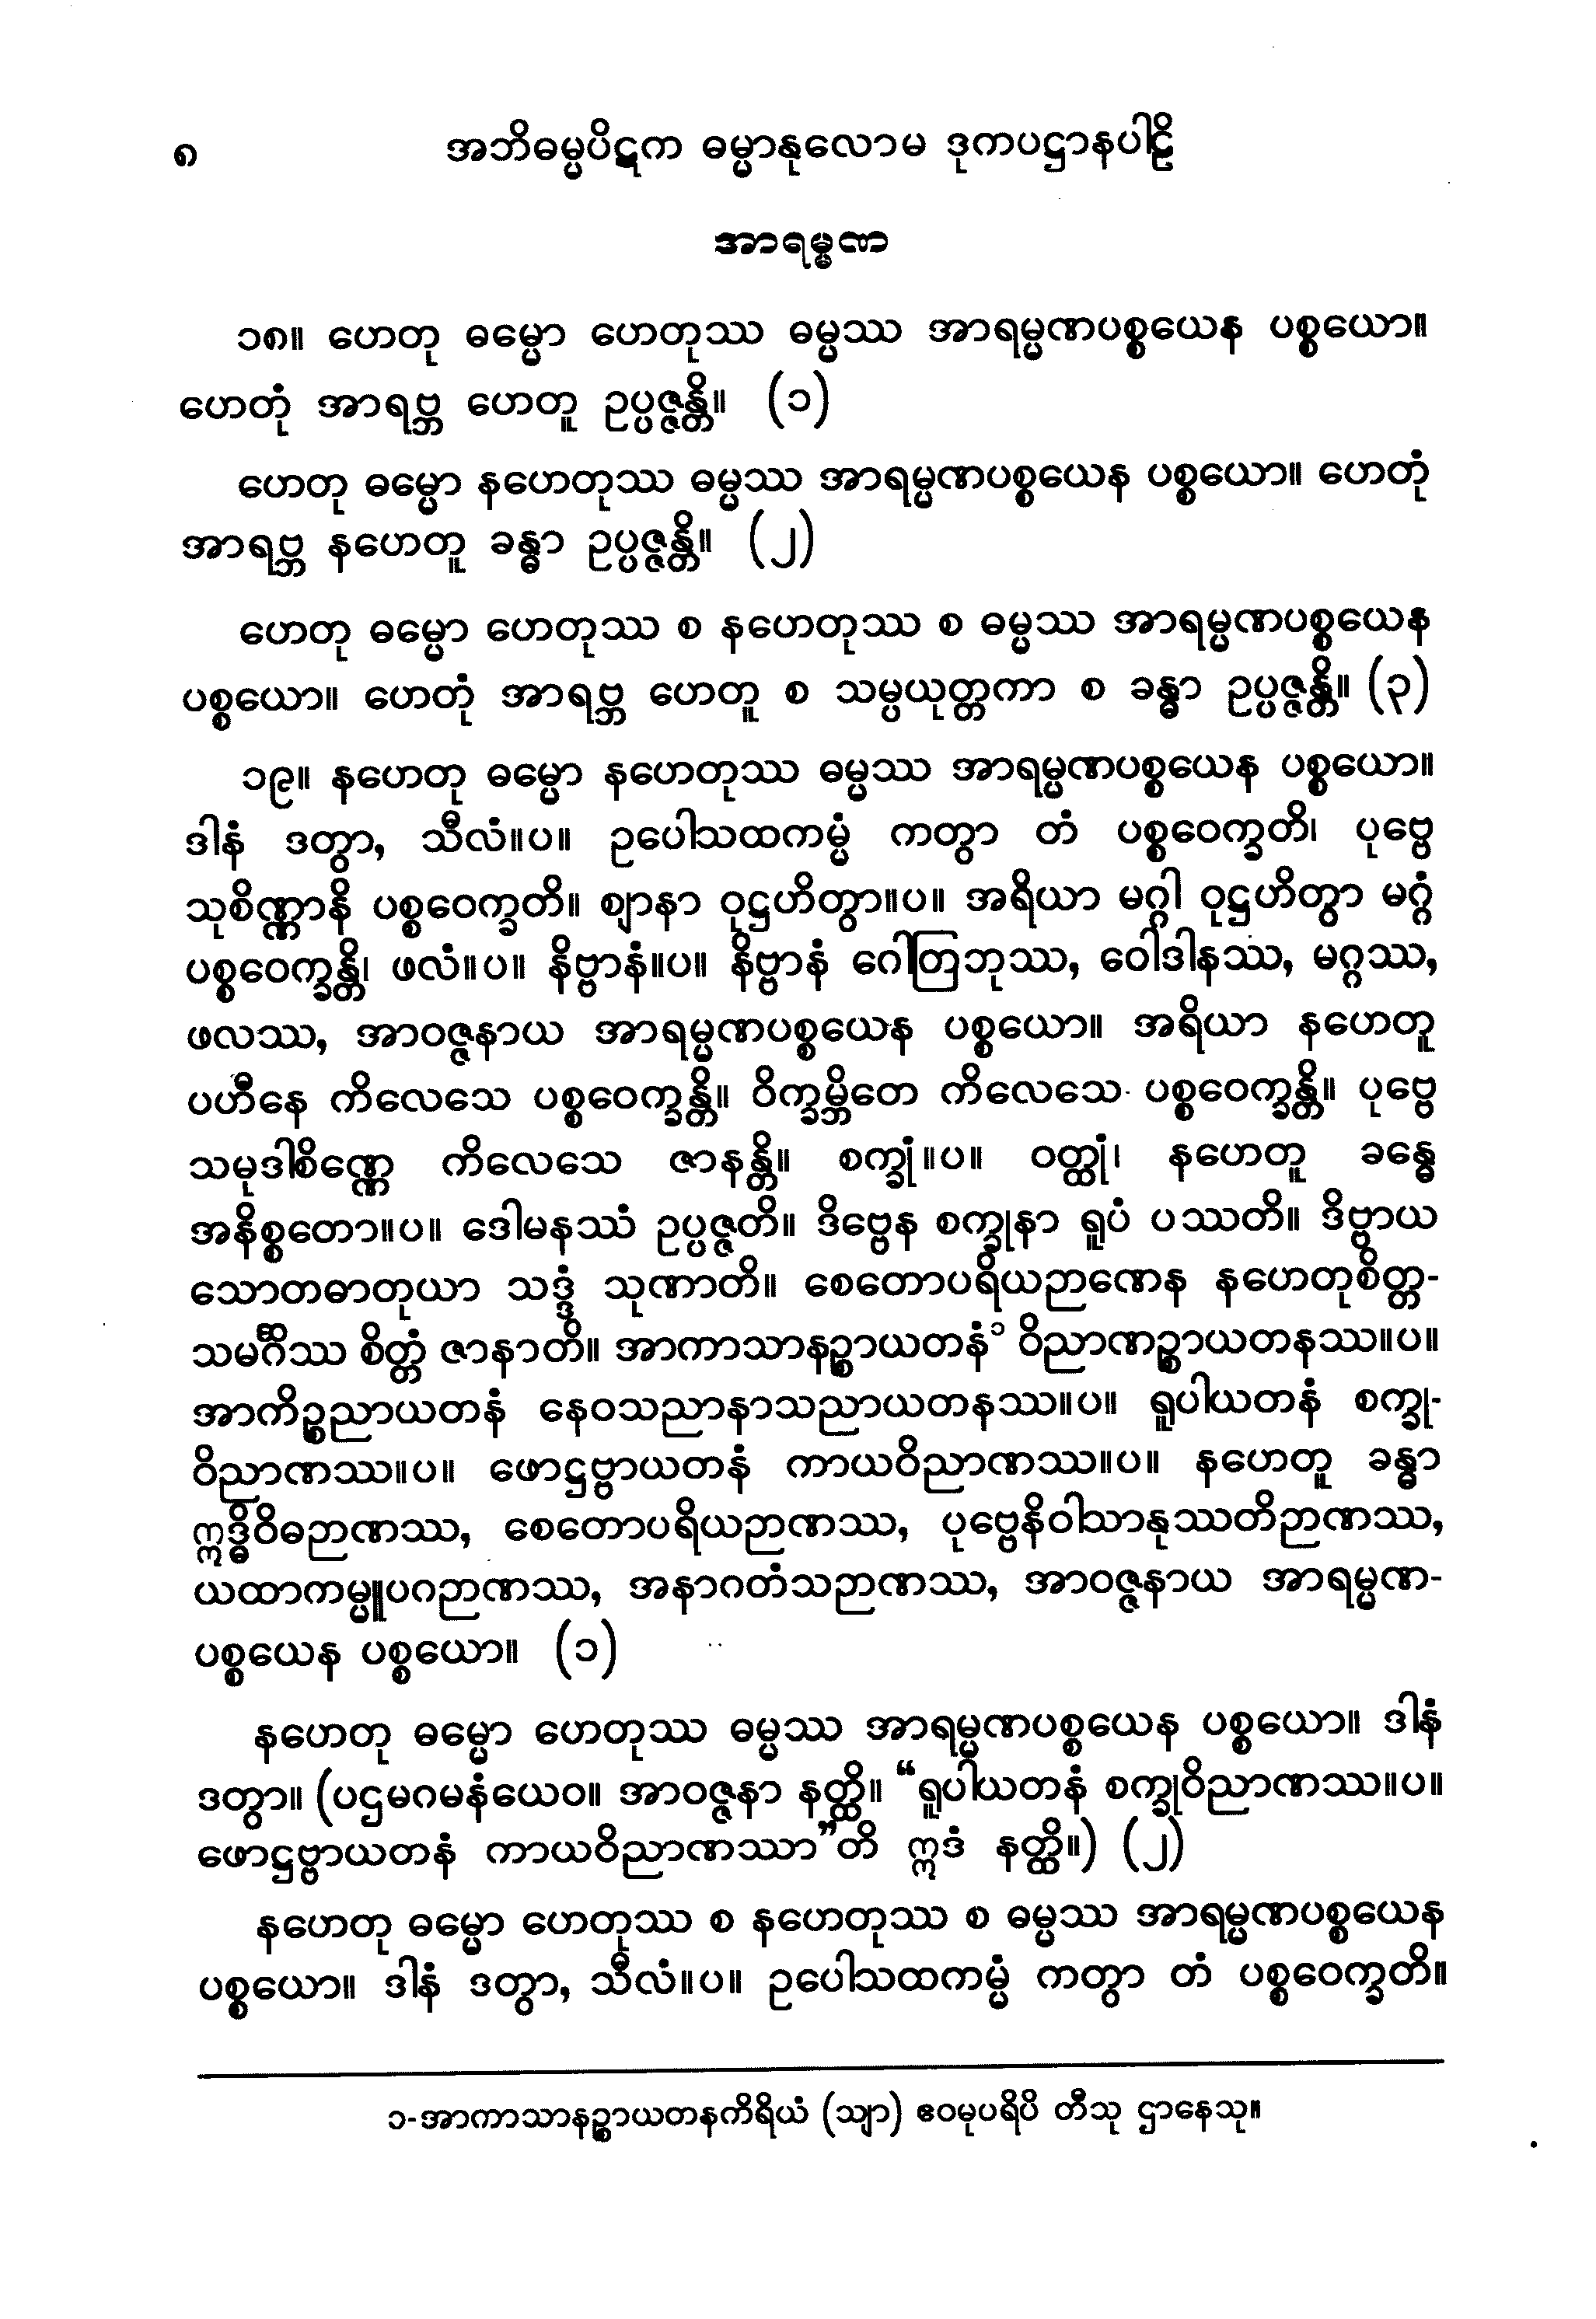 ၈ အဘိဓမ္မပိဋက ဓမ္မာနုလောမ ဒုကပဋ္ဌာနပါဠိ
အာရမ္မဏ
၁၈။ ဟေတု ဓမ္မော ဟေတုဿ ဓမ္မဿ အာရမ္မဏပစ္စယေန ပစ္စယော။
ဟေတုံ အာရဗ္ဘ ဟေတူ ဥပ္ပဇ္ဇန္တိ။ (၁)
ဟေတု ဓမ္မော နဟေတုဿ ဓမ္မဿ အာရမ္မဏပစ္စယေန ပစ္စယော။ ဟေတုံ
အာရဗ္ဘ နဟေတူ ခန္ဓာ ဥပ္ပဇ္ဇန္တိ။ (၂)
ဟေတု ဓမ္မော ဟေတုဿ စ နဟေတုဿ စ ဓမ္မဿ အာရမ္မဏပစ္စယေန
ပစ္စယော။ ဟေတုံ အာရဗ္ဘ ဟေတူ စ သမ္ပယုတ္တကာ စ ခန္ဓာ ဥပ္ပဇ္ဇန္တိ။ (၃)
၁၉။ နဟေတု ဓမ္မော နဟေတုဿ ဓမ္မဿ အာရမ္မဏပစ္စယေန ပစ္စယော။
ဒါနံ ဒတွာ, သီလံ။ပ။ ဥပေါသထကမ္မံ ကတွာ တံ ပစ္စဝေက္ခတိ၊ ပုဗ္ဗေ
သုစိဏ္ဏာနိ ပစ္စဝေက္ခတိ။ ဈာနာ ဝုဋ္ဌဟိတွာ။ပ။ အရိယာ မဂ္ဂါ ဝုဋ္ဌဟိတွာ မဂ္ဂံ
ပစ္စဝေက္ခန္တိ၊ ဖလံ။ပ။ နိဗ္ဗာနံ။ပ။ နိဗ္ဗာနံ ဂေါတြဘုဿ, ဝေါဒါနဿ, မဂ္ဂဿ,
ဖလဿ, အာဝဇ္ဇနာယ အာရမ္မဏပစ္စယေန ပစ္စယော။ အရိယာ နဟေတူ
ပဟီနေ ကိလေသေ ပစ္စဝေက္ခန္တိ။ ဝိက္ခမ္ဘိတေ ကိလေသေ ပစ္စဝေက္ခန္တိ။ ပုဗ္ဗေ
သမုဒါစိဏ္ဏေ ကိလေသေ ဇာနန္တိ။ စက္ခုံ။ပ။ ဝတ္ထုံ၊ နဟေတူ ခန္ဓေ
အနိစ္စတော။ပ။ ဒေါမနဿံ ဥပ္ပဇ္ဇတိ။ ဒိဗ္ဗေန စက္ခုနာ ရူပံ ပဿတိ။ ဒိဗ္ဗာယ
သောတဓာတုယာ သဒ္ဒံ သုဏာတိ။ စေတောပရိယဉာဏေန နဟေတုစိတ္တ-
သမင်္ဂိဿ စိတ္တံ ဇာနာတိ။ အာကာသာနဉ္စာယတနံ၁ ဝိညာဏဉ္စာယတနဿ။ပ။
အာကိဉ္စညာယတနံ နေဝသညာနာသညာယတနဿ။ပ။ ရူပါယတနံ စက္ခု-
ဝိညာဏဿ။ပ။ ဖောဋ္ဌဗ္ဗာယတနံ ကာယဝိညာဏဿ။ပ။ နဟေတူ ခန္ဓာ
ဣဒ္ဓိဝိဓဉာဏဿ, စေတောပရိယဉာဏဿ, ပုဗ္ဗေနိဝါသာနုဿတိဉာဏဿ,
ယထာကမ္မူပဂဉာဏဿ, အနာဂတံသဉာဏဿ, အာဝဇ္ဇနာယ အာရမ္မဏ-
ပစ္စယေန ပစ္စယော။ (၁)
နဟေတု ဓမ္မော ဟေတုဿ ဓမ္မဿ အာရမ္မဏပစ္စယေန ပစ္စယော။ ဒါနံ
ဒတွာ။ (ပဌမဂမနံယေဝ။ အာဝဇ္ဇနာ နတ္ထိ။ “ရူပါယတနံ စက္ခုဝိညာဏဿ။ပ။
ဖောဋ္ဌဗ္ဗာယတနံ ကာယဝိညာဏဿာ”တိ ဣဒံ နတ္ထိ။) (၂)
နဟေတု ဓမ္မော ဟေတုဿ စ နဟေတုဿ စ ဓမ္မဿ အာရမ္မဏပစ္စယေန
ပစ္စယော။ ဒါနံ ဒတွာ, သီလံ။ပ။ ဥပေါသထကမ္မံ ကတွာ တံ ပစ္စဝေက္ခတိ။
၁-အာကာသာနဉ္စာယတနကိရိယံ (သျာ) ဧဝမုပရိပိ တီသု ဌာနေသု။